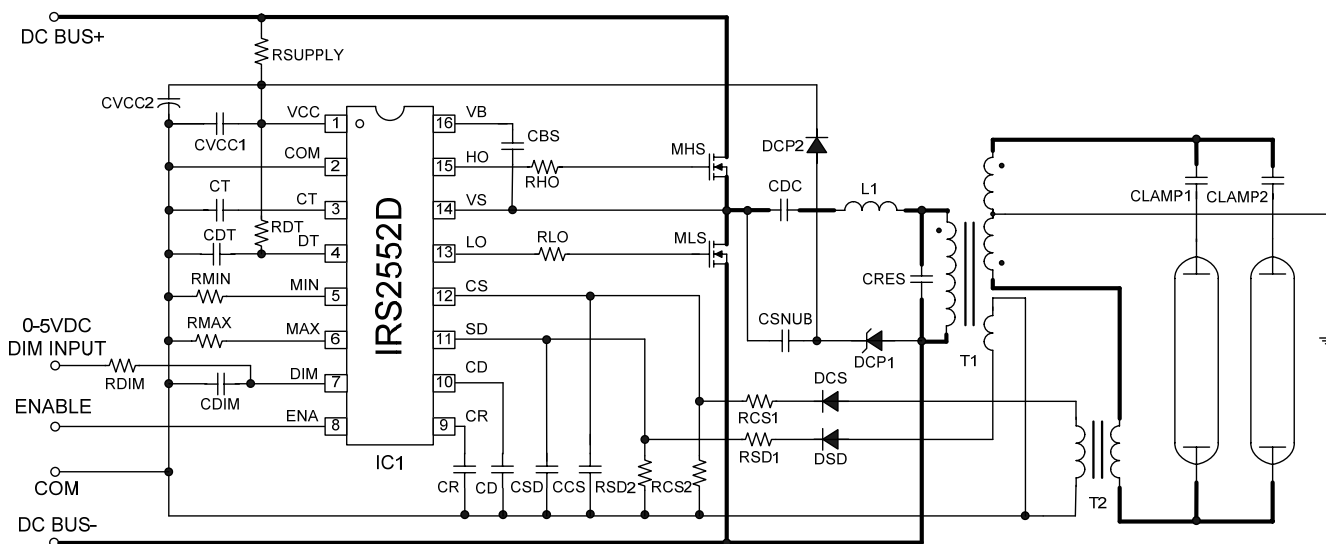 DC BUS+
RSUPPLY
CVCC2
CVCC1
VCC
1
COM
2
CT
CT
3
RDT
CDT
DT
4
RMIN
MIN
5
RMAX
MAX
6
0-5VDC
DIM INPUT
RDIM
CDIM
DIM
7
ENABLE
ENA
8
COM
DC BUS-
IRS2552D
IC1
16
VB
CBS
15
HO
RHO
14
VS
13
LO
RLO
12
CS
11
SD
10
CD
9
CR
CR
CD
CSD
CCS
RSD2
RCS2
MHS
MLS
DCP2
CDC
L1
CRES
CSNUB
DCP1
T1
DCS
RCS1
RSD1
DSD
T2
CLAMP1
CLAMP2